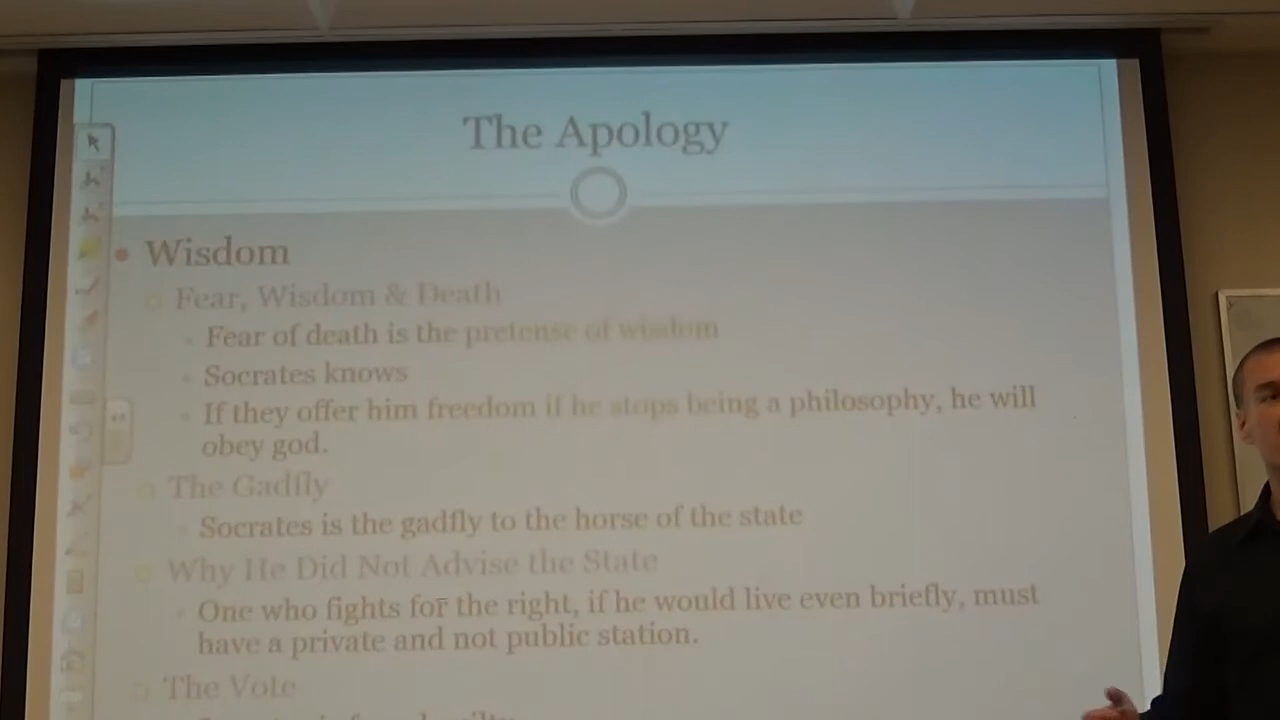 The Apology
Wisdom
Fear, Wisdom & Death
Fear of death is the pretense of wisdom
Socrates knows
If they offer him freedom if he stops being a philosophy, he will
obey god.
The Gadfly
Socrates is the gadfly to the horse of the state
Why He Did Not Advise the State
One who fights for the right, if he would live even briefly, must
have a private and not public station.
The Vote